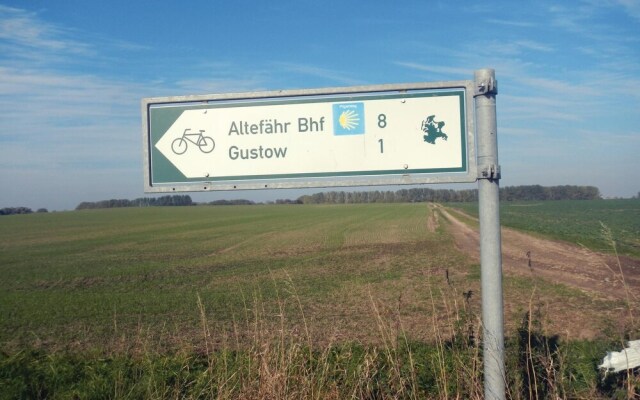 Altefähr Bhf 8
Gustow 1